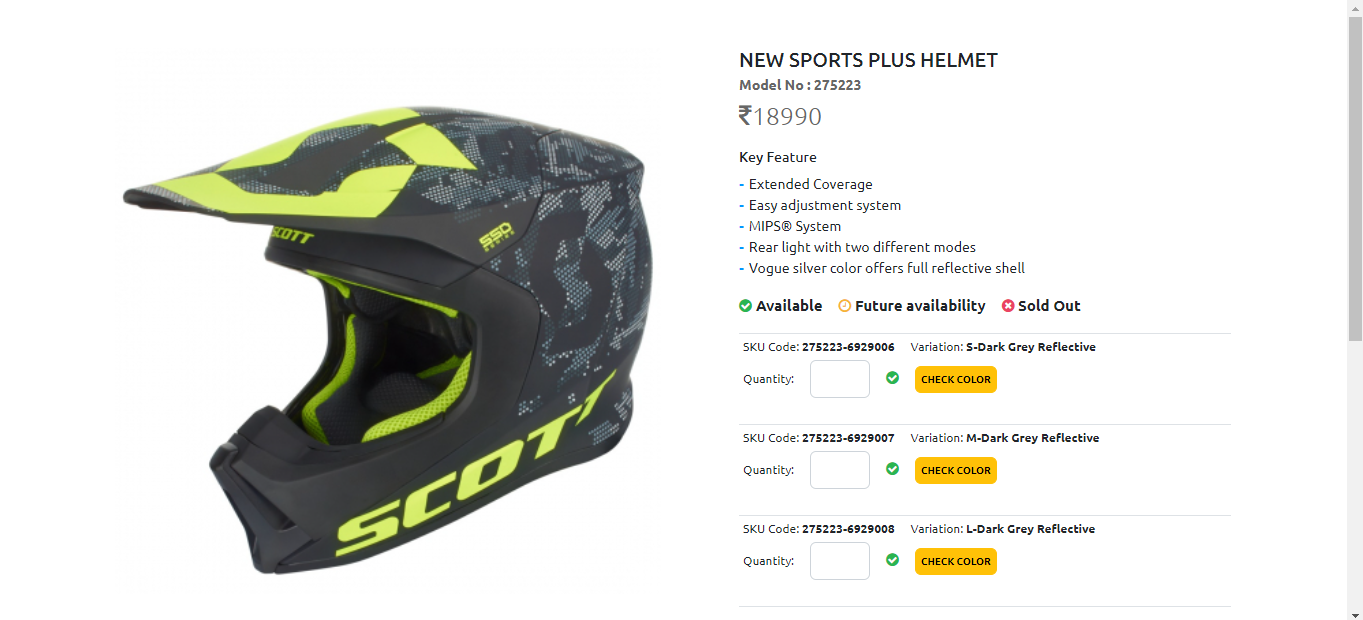 SCOTT
SSD
SCOTT
NEW SPORTS PLUS HELMET
Model No : 275223
₹18990
Key Feature
- Extended Coverage
- Easy adjustment system
- MIPS® System
- Rear light with two different modes
- Vogue silver color offers full reflective shell
Available Future availability Sold Out
SKU Code: 275223-6929006 Variation: S-Dark Grey Reflective
Quantity: CHECK COLOR
SKU Code: 275223-6929007 Variation: M-Dark Grey Reflective
Quantity: CHECK COLOR
SKU Code: 275223-6929008 Variation: L-Dark Grey Reflective
Quantity: CHECK COLOR